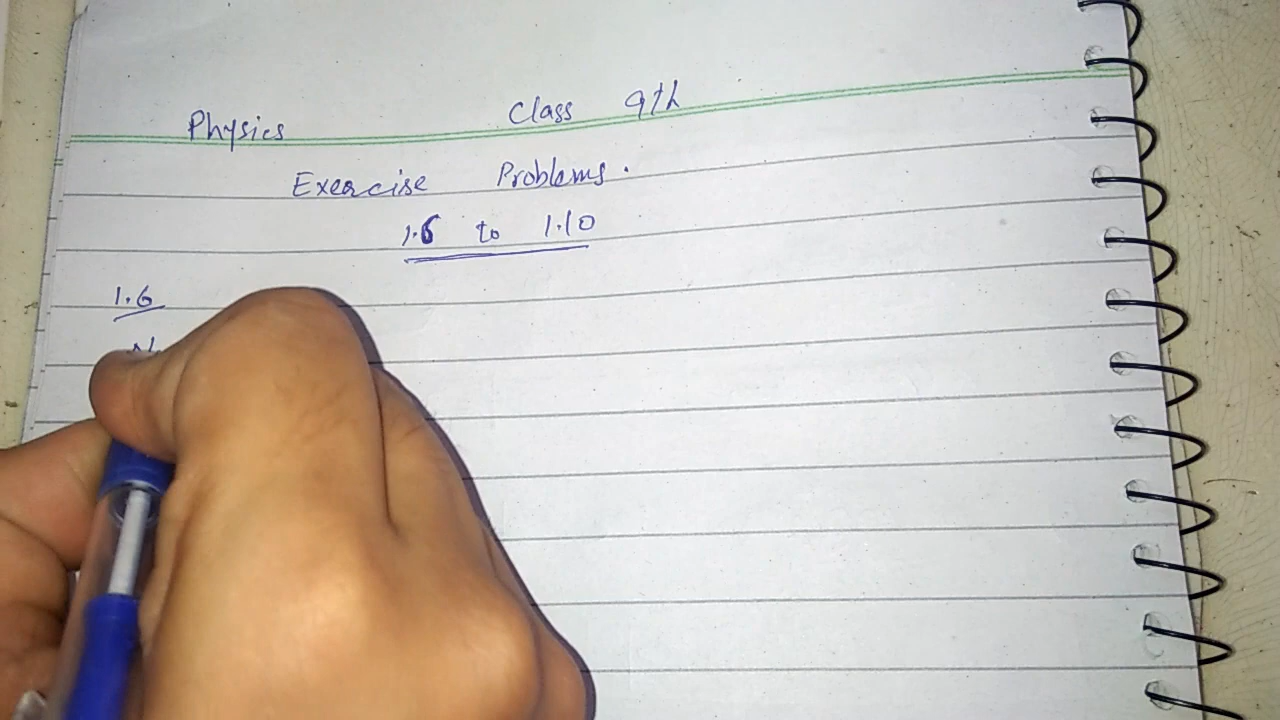 Physics Class 9th
Exercise Problems.
1.6 to 1.10
1.6